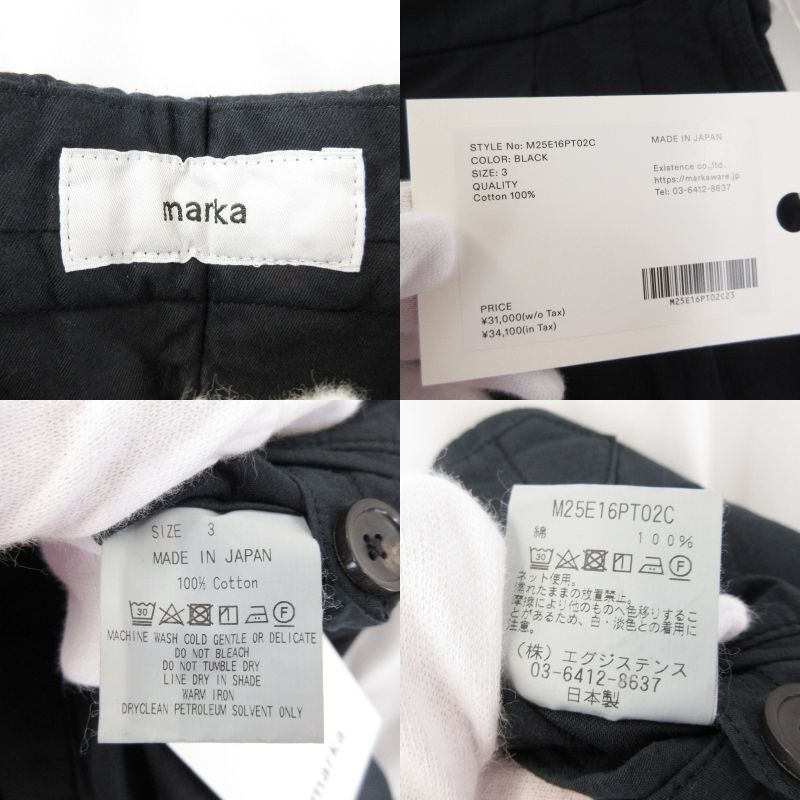 marka
STYLE No: M25E16PT02C
COLOR: BLACK
SIZE: 3
QUALITY
Cotton 100%
MADE IN JAPAN
Existence co.,ltd.
https://markaware.jp
Tel: 03-6412-8637
M25E16PT02C23
PRICE
¥31,000(w/o Tax)
¥34,100(in Tax)
SIZE 3
MADE IN JAPAN
100% Cotton
30 F
MACHINE WASH COLD GENTLE OR DELICATE
DO NOT BLEACH
DO NOT TUMBLE DRY
LINE DRY IN SHADE
WARM IRON
DRYCLEAN PETROLEUM SOLVENT ONLY
marka
M25E16PT02C
綿 100%
30 F
ネット使用。
濡れたままの放置禁止。
摩擦により他のものへ色移りするこ
とがあるため、白・淡色との着用に
注意。
(株) エグジステンス
03-6412-8637
日本製